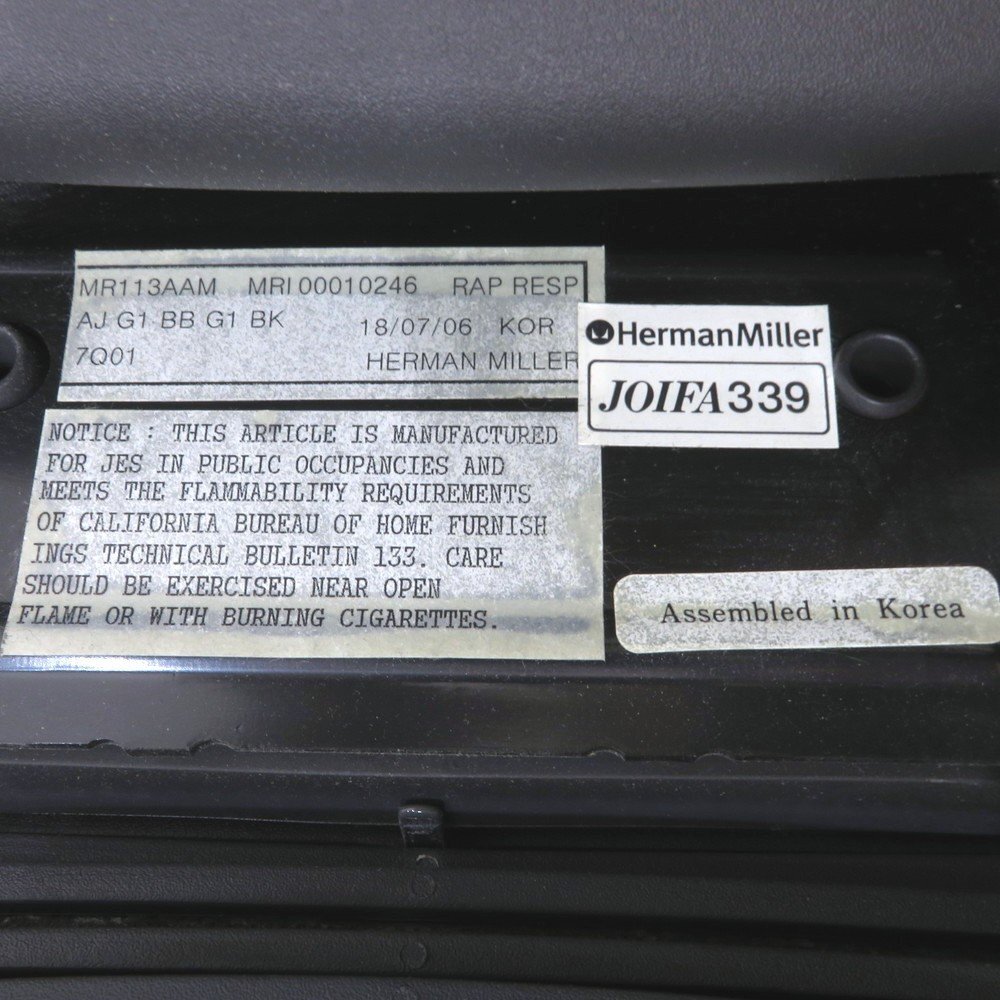 MR113AAM MRI 00010246 RAP RESP
AJ G1 BB G1 BK 18/07/06 KOR
7Q01 HERMAN MILLER
HermanMiller
JOIFA339
NOTICE : THIS ARTICLE IS MANUFACTURED
FOR JES IN PUBLIC OCCUPANCIES AND
MEETS THE FLAMMABILITY REQUIREMENTS
OF CALIFORNIA BUREAU OF HOME FURNISH
INGS TECHNICAL BULLETIN 133. CARE
SHOULD BE EXERCISED NEAR OPEN
FLAME OR WITH BURNING CIGARETTES.
Assembled in Korea